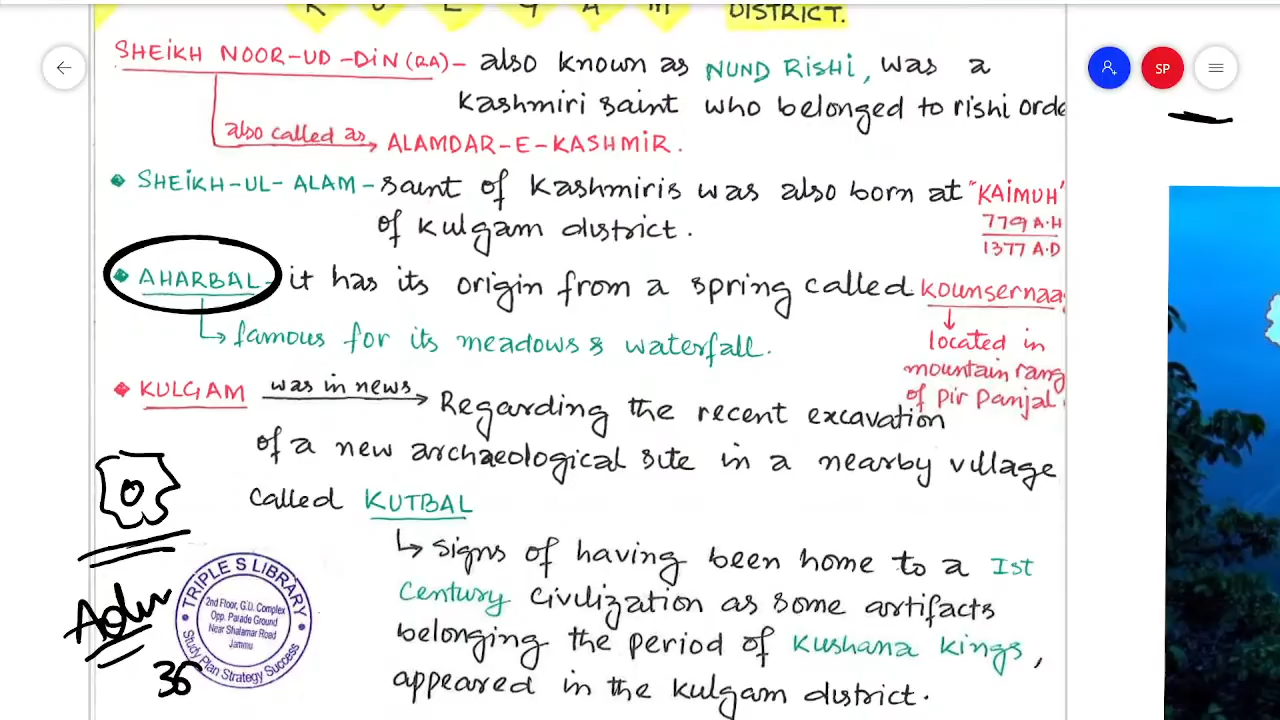 K U L G A M DISTRICT.
SHEIKH NOOR-UD-DIN(RA)- also known as NUND RISHI, was a
Kashmiri saint who belonged to rishi orde
also called as ALAMDAR-E-KASHMIR.
SHEIKH-UL-ALAM- saint of Kashmiris was also born at "KAIMUH"
of Kulgam district.
779 A.H
1377 A.D
AHARBAL- it has its origin from a spring called kounsernaa
famous for its meadows & waterfall.
located in
mountain rang
of pir panjal
KULGAM was in news Regarding the recent excavation
of a new archaeological site in a nearby village
called KUTBAL
signs of having been home to a Ist
century civilization as some artifacts
belonging the period of Kushana kings,
appeared in the kulgam district.
TRIPLE S LIBRARY
2nd Floor, G.D. Complex
Opp. Parade Ground
Near Shalamar Road
Jammu
Study Plan Strategy Success
36
SP